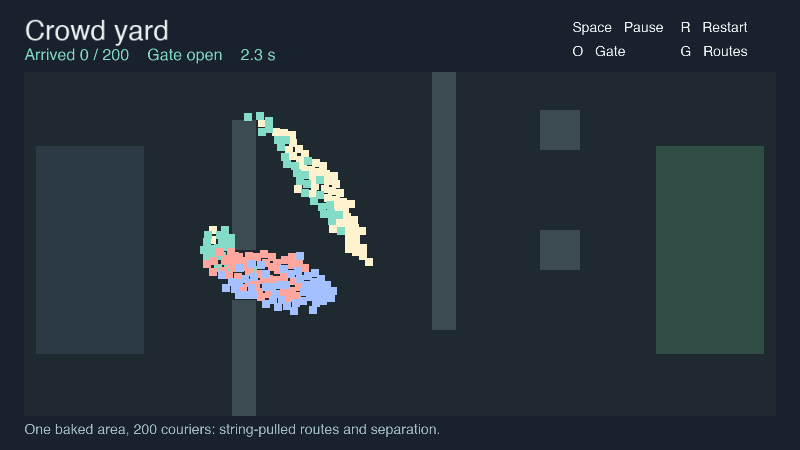 Crowd yard
Arrived 0 / 200 Gate open 2.3 s
Space Pause R Restart
O Gate G Routes
One baked area, 200 couriers: string-pulled routes and separation.